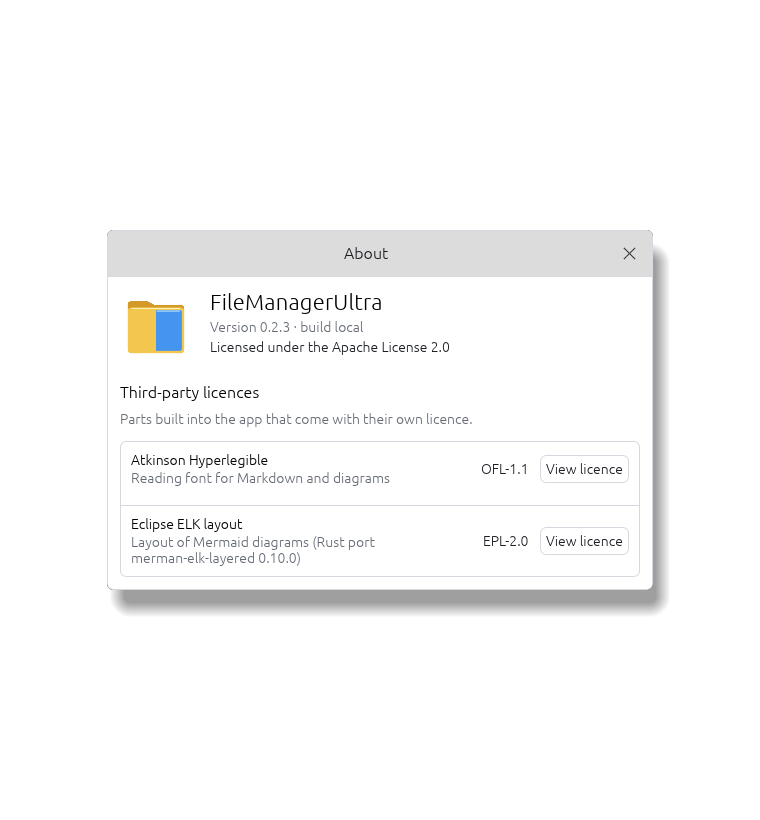 About
FileManagerUltra
Version 0.2.3 · build local
Licensed under the Apache License 2.0
Third-party licences
Parts built into the app that come with their own licence.
Atkinson Hyperlegible
Reading font for Markdown and diagrams
OFL-1.1
View licence
Eclipse ELK layout
Layout of Mermaid diagrams (Rust port
merman-elk-layered 0.10.0)
EPL-2.0
View licence